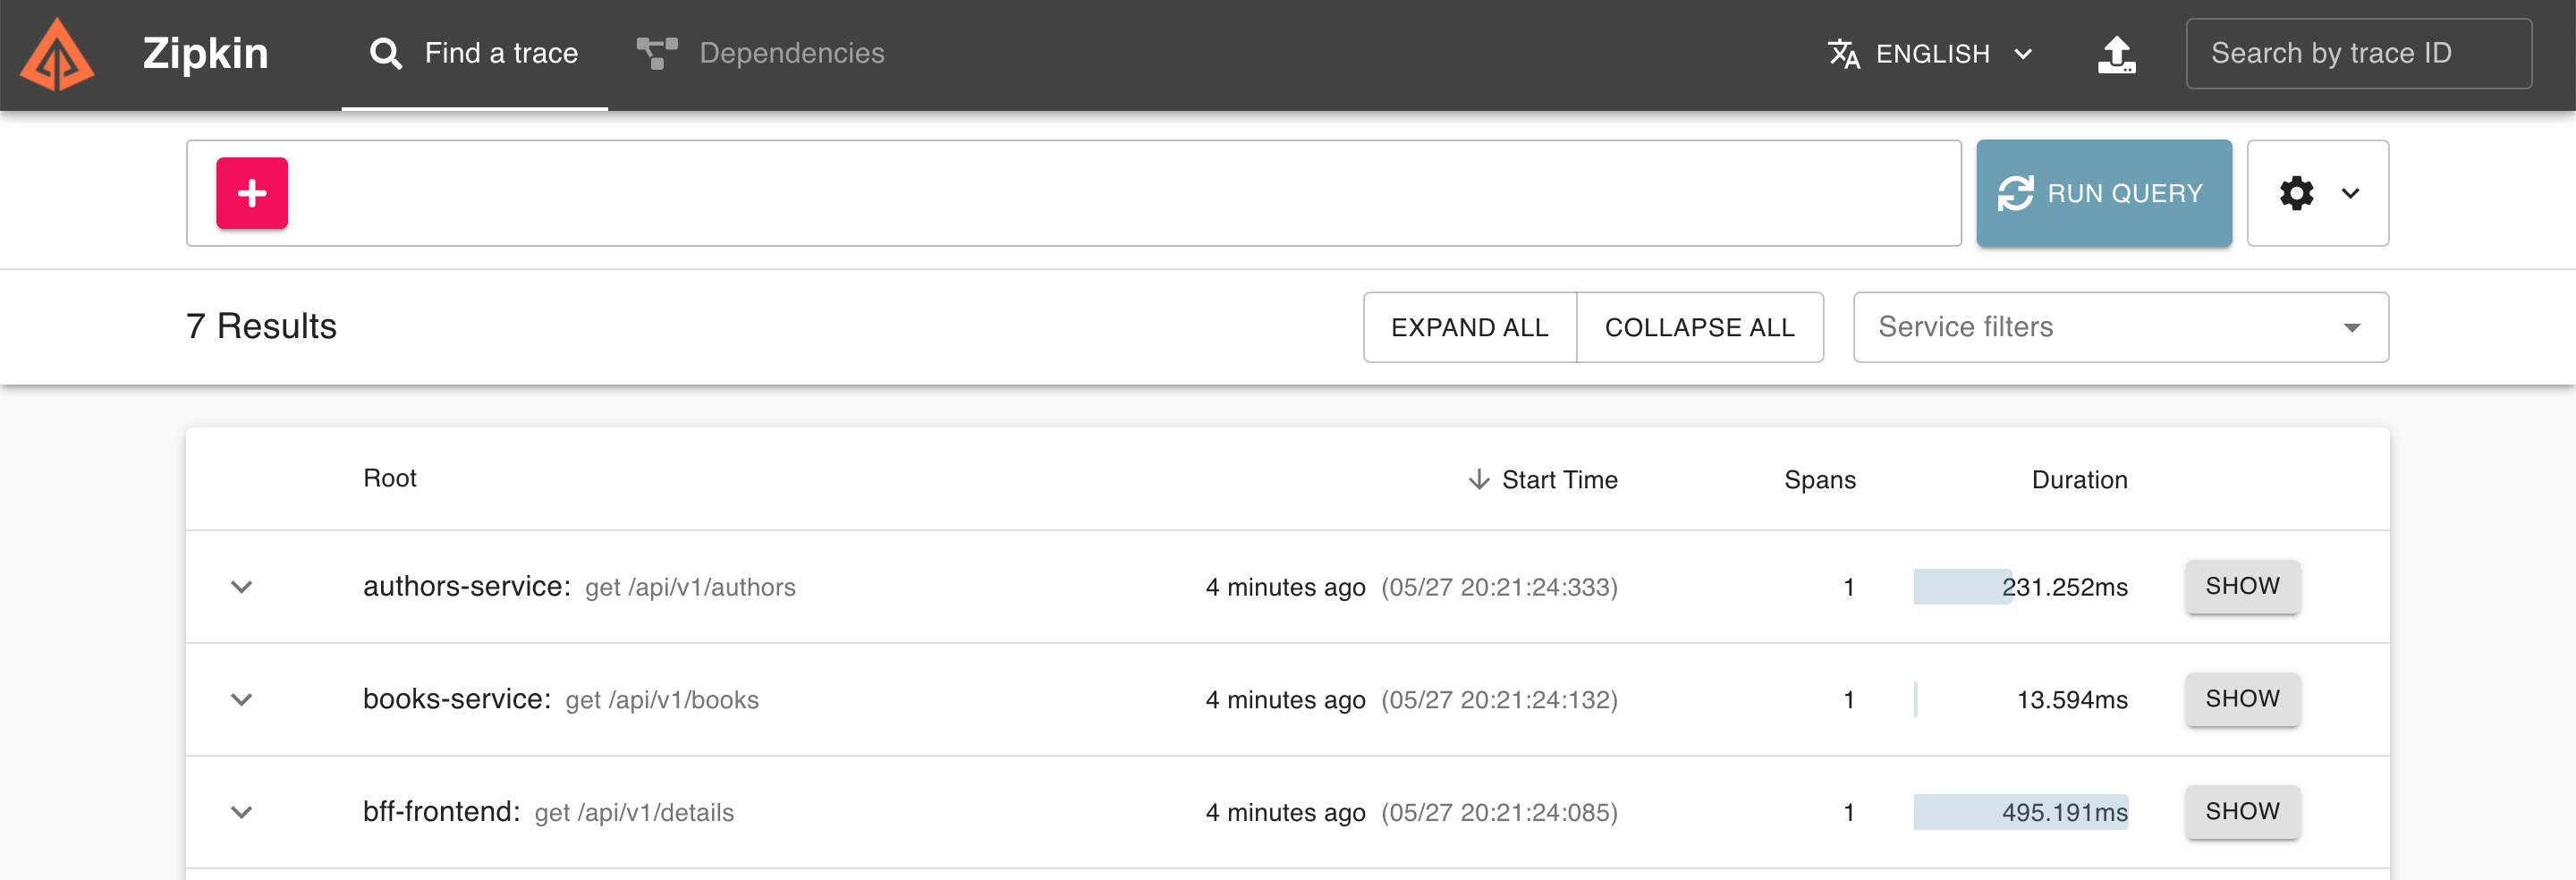 Zipkin Find a trace Dependencies ENGLISH Search by trace ID
RUN QUERY
7 Results EXPAND ALL COLLAPSE ALL Service filters
Root Start Time Spans Duration
authors-service: get /api/v1/authors 4 minutes ago (05/27 20:21:24:333) 1 231.252ms SHOW
books-service: get /api/v1/books 4 minutes ago (05/27 20:21:24:132) 1 13.594ms SHOW
bff-frontend: get /api/v1/details 4 minutes ago (05/27 20:21:24:085) 1 495.191ms SHOW